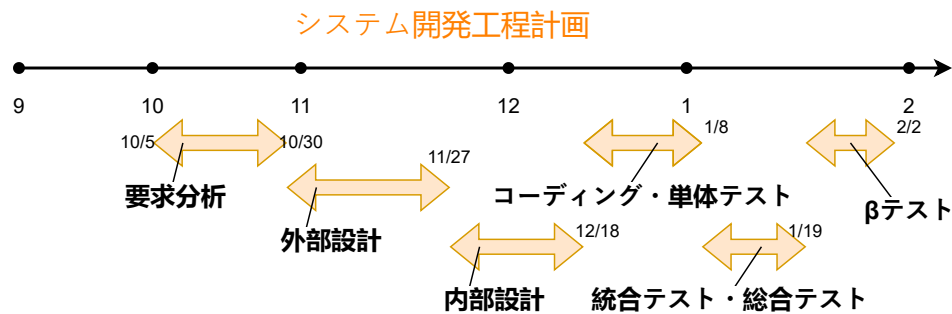 システム開発工程計画
9 10 11 12 1 2
10/5 10/30 1/8 2/2
要求分析
11/27
コーディング・単体テスト
βテスト
外部設計
12/18 1/19
内部設計
統合テスト・総合テスト